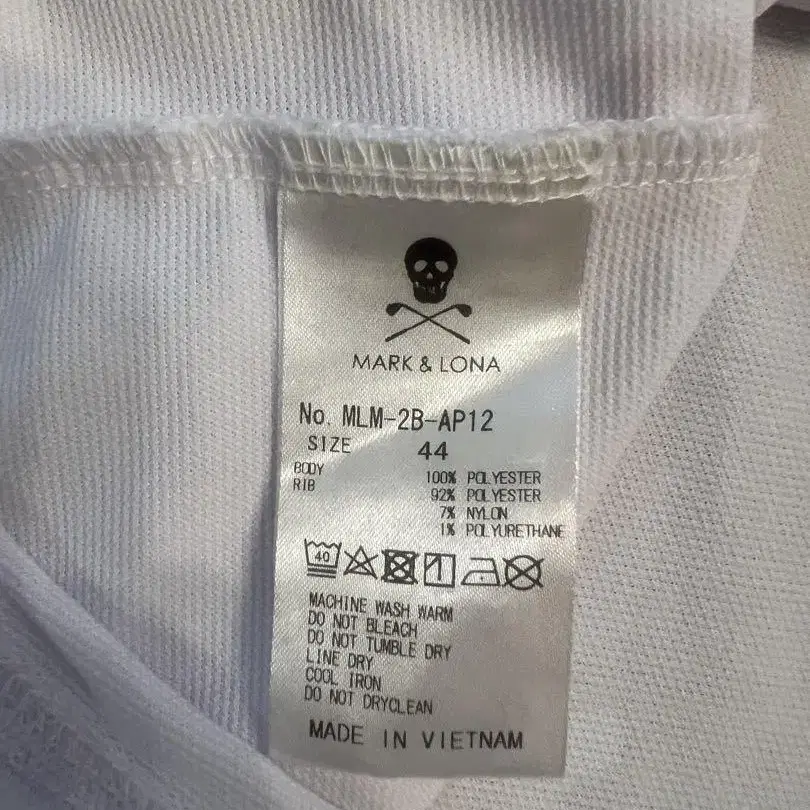 MARK & LONA
No. MLM-2B-AP12
SIZE 44
BODY 100% POLYESTER
RIB 92% POLYESTER
7% NYLON
1% POLYURETHANE
40
MACHINE WASH WARM
DO NOT BLEACH
DO NOT TUMBLE DRY
LINE DRY
COOL IRON
DO NOT DRYCLEAN
MADE IN VIETNAM